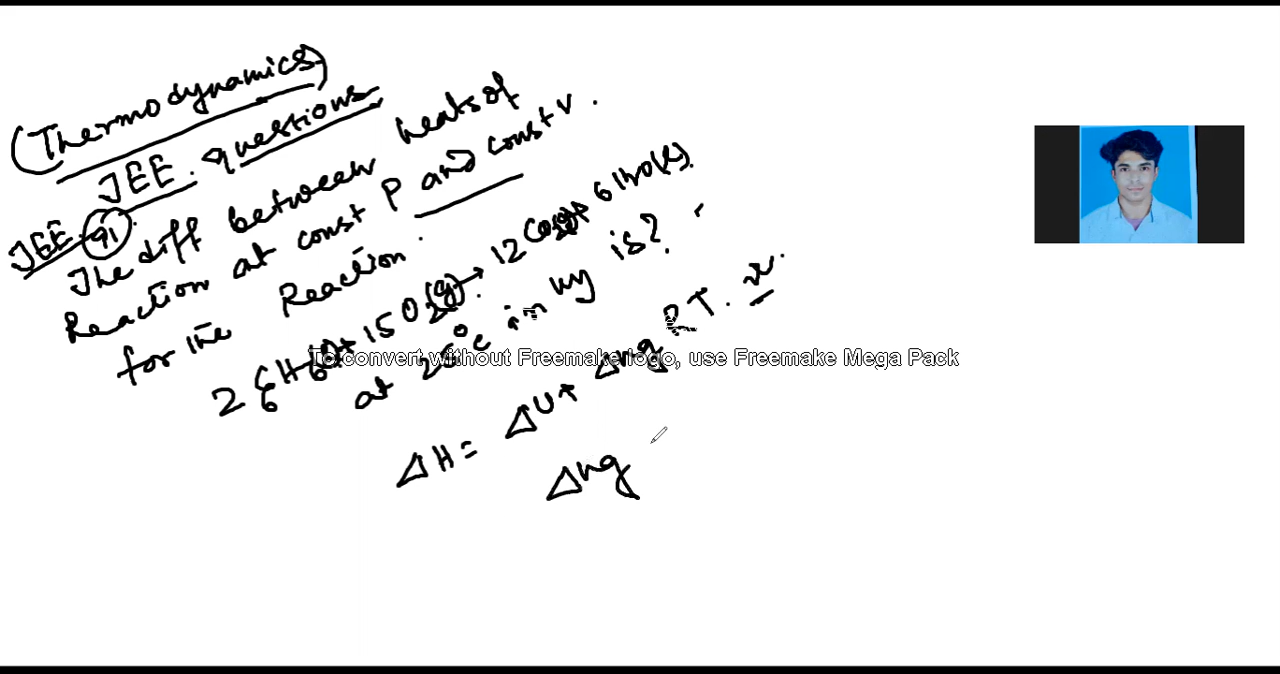 (Thermodynamics)
JEE. questions
JEE 91.
The diff between heats of
Reaction at const P and const V.
for the Reaction.
2 C6H6(l) + 15 O2(g) → 12 CO2(g) + 6 H2O(l).
at 25°C in kJ is?
To convert without Freemake logo, use Freemake Mega Pack
ΔH = ΔU + Δng RT.
Δng